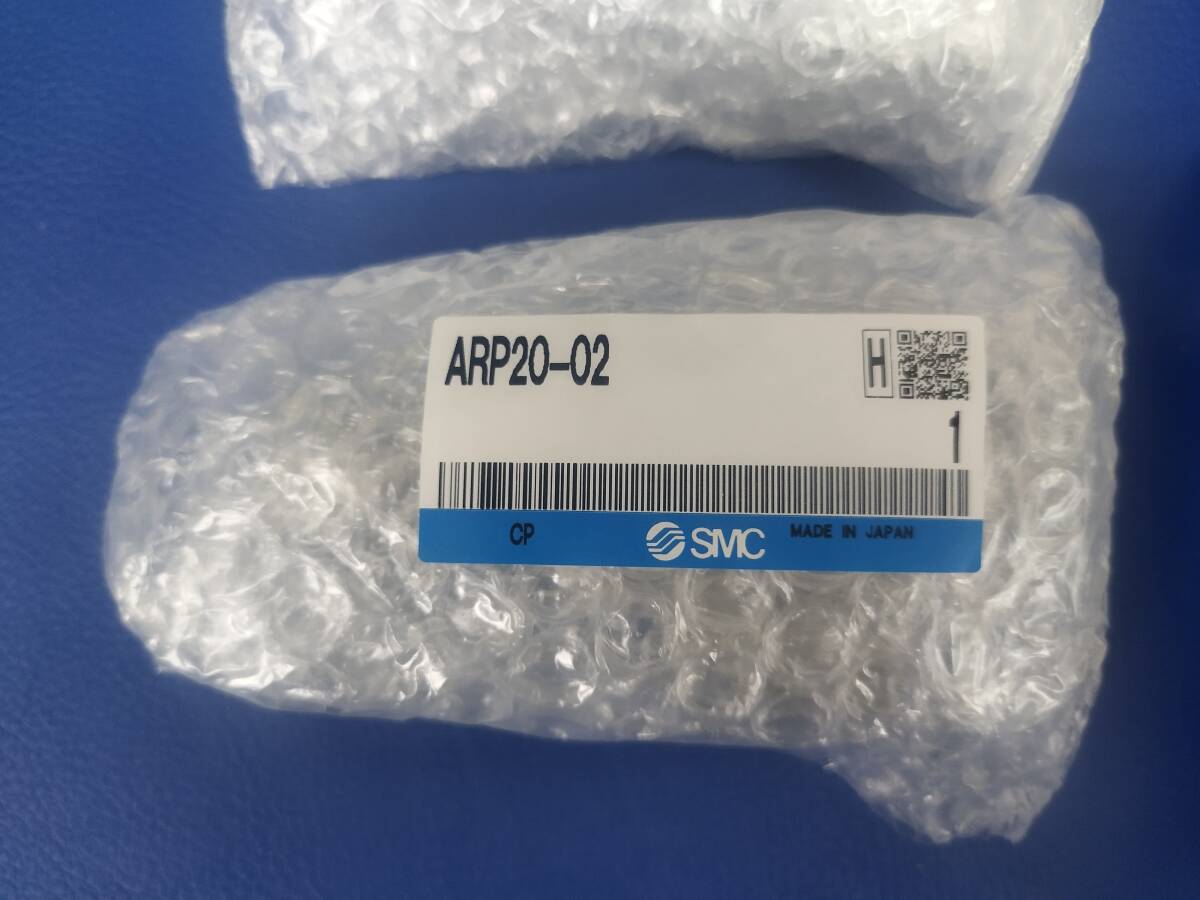 ARP20-02
H
1
CP SMC MADE IN JAPAN